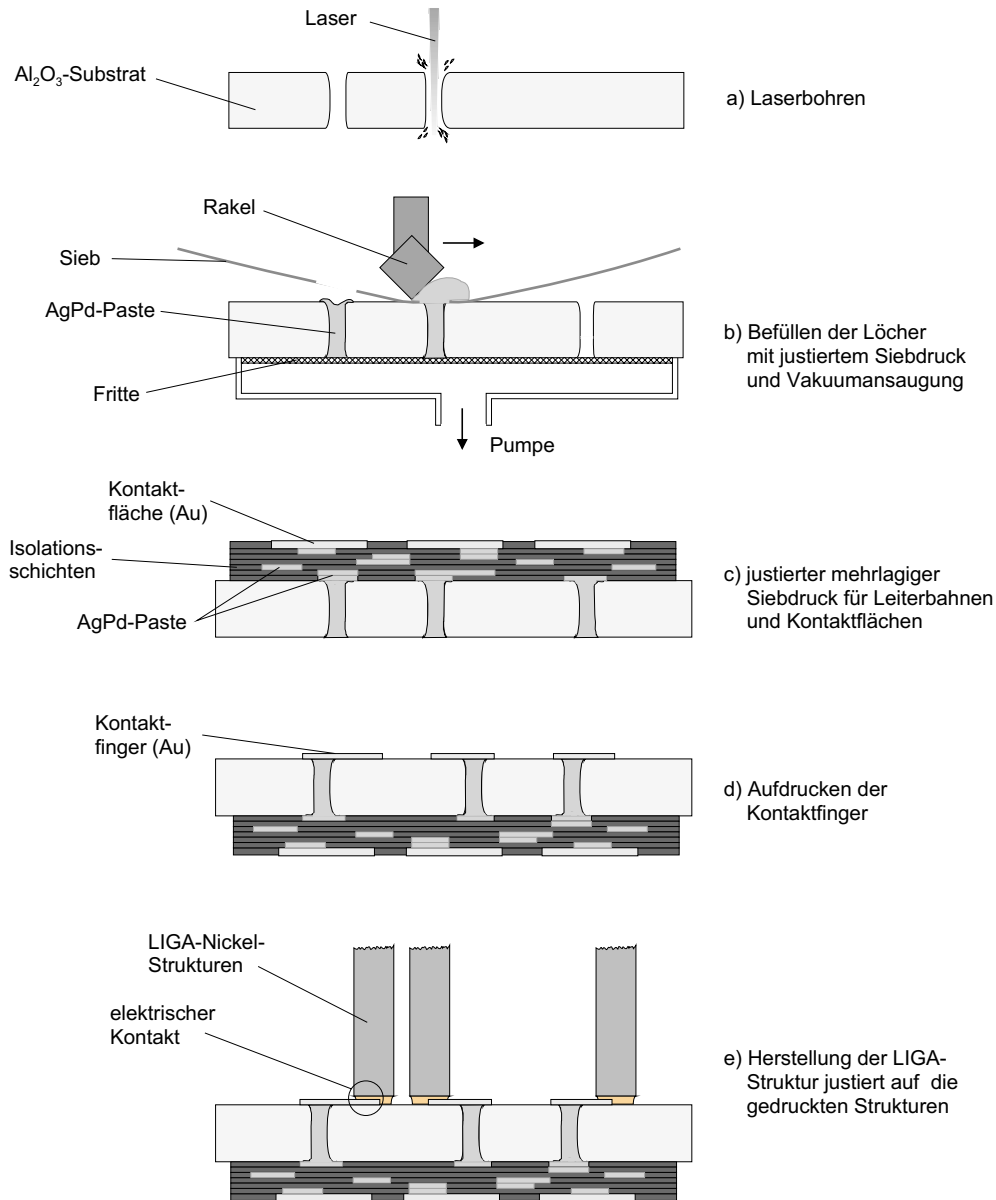 Laser
Al₂O₃-Substrat
a) Laserbohren
Rakel
Sieb
AgPd-Paste
b) Befüllen der Löcher
mit justiertem Siebdruck
und Vakuumansaugung
Fritte
Pumpe
Kontakt-
fläche (Au)
Isolations-
schichten
AgPd-Paste
c) justierter mehrlagiger
Siebdruck für Leiterbahnen
und Kontaktflächen
Kontakt-
finger (Au)
d) Aufdrucken der
Kontaktfinger
LIGA-Nickel-
Strukturen
elektrischer
Kontakt
e) Herstellung der LIGA-
Struktur justiert auf die
gedruckten Strukturen